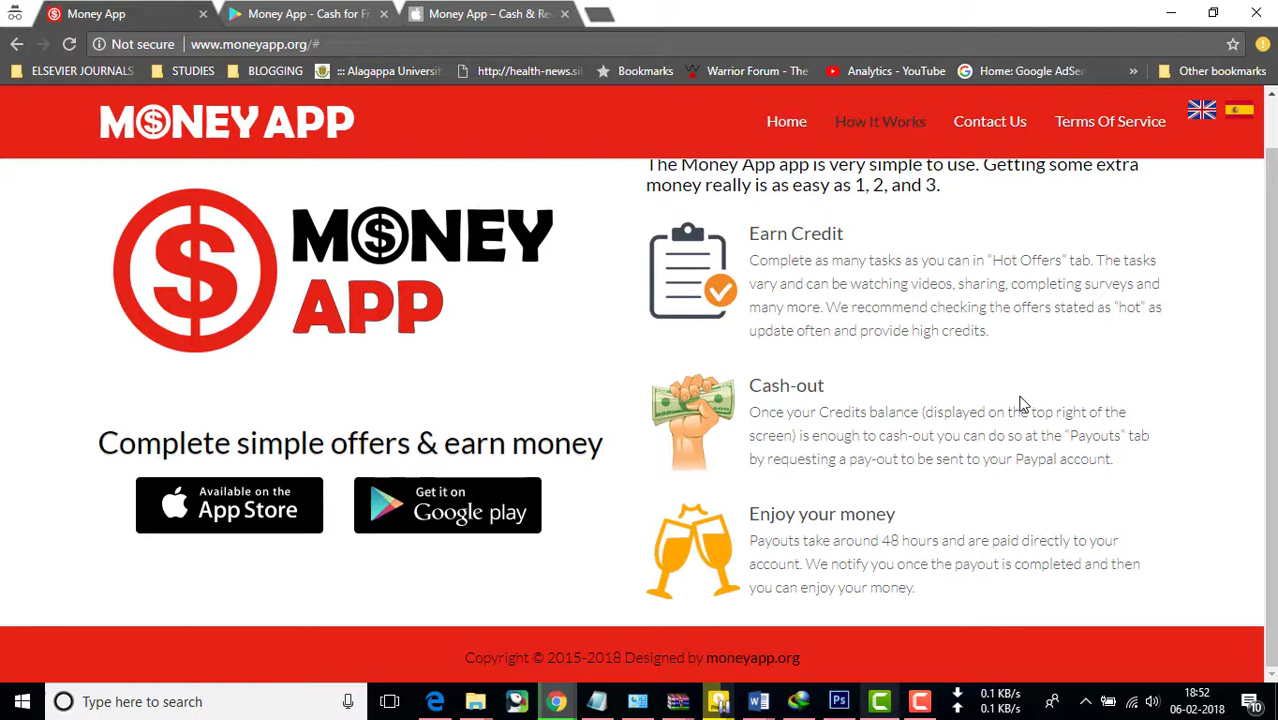 Money App
Money App - Cash for F
Money App – Cash & Re
Not secure
www.moneyapp.org/#
ELSEVIER JOURNALS
STUDIES
BLOGGING
::: Alagappa Universit
http://health-news.sit
Bookmarks
Warrior Forum - The
Analytics - YouTube
Home: Google AdSen
»
Other bookmarks
MONEY APP
Home
How It Works
Contact Us
Terms Of Service
The Money App app is very simple to use. Getting some extra
money really is as easy as 1, 2, and 3.
MONEY
APP
Earn Credit
Complete as many tasks as you can in “Hot Offers” tab. The tasks
vary and can be watching videos, sharing, completing surveys and
many more. We recommend checking the offers stated as “hot” as
update often and provide high credits.
Cash-out
Once your Credits balance (displayed on the top right of the
screen) is enough to cash-out you can do so at the “Payouts” tab
by requesting a pay-out to be sent to your Paypal account.
Complete simple offers & earn money
Available on the
App Store
Get it on
Google play
Enjoy your money
Payouts take around 48 hours and are paid directly to your
account. We notify you once the payout is completed and then
you can enjoy your money.
Copyright © 2015-2018 Designed by moneyapp.org
Type here to search
0.1 KB/s
0.1 KB/s
18:52
06-02-2018
10